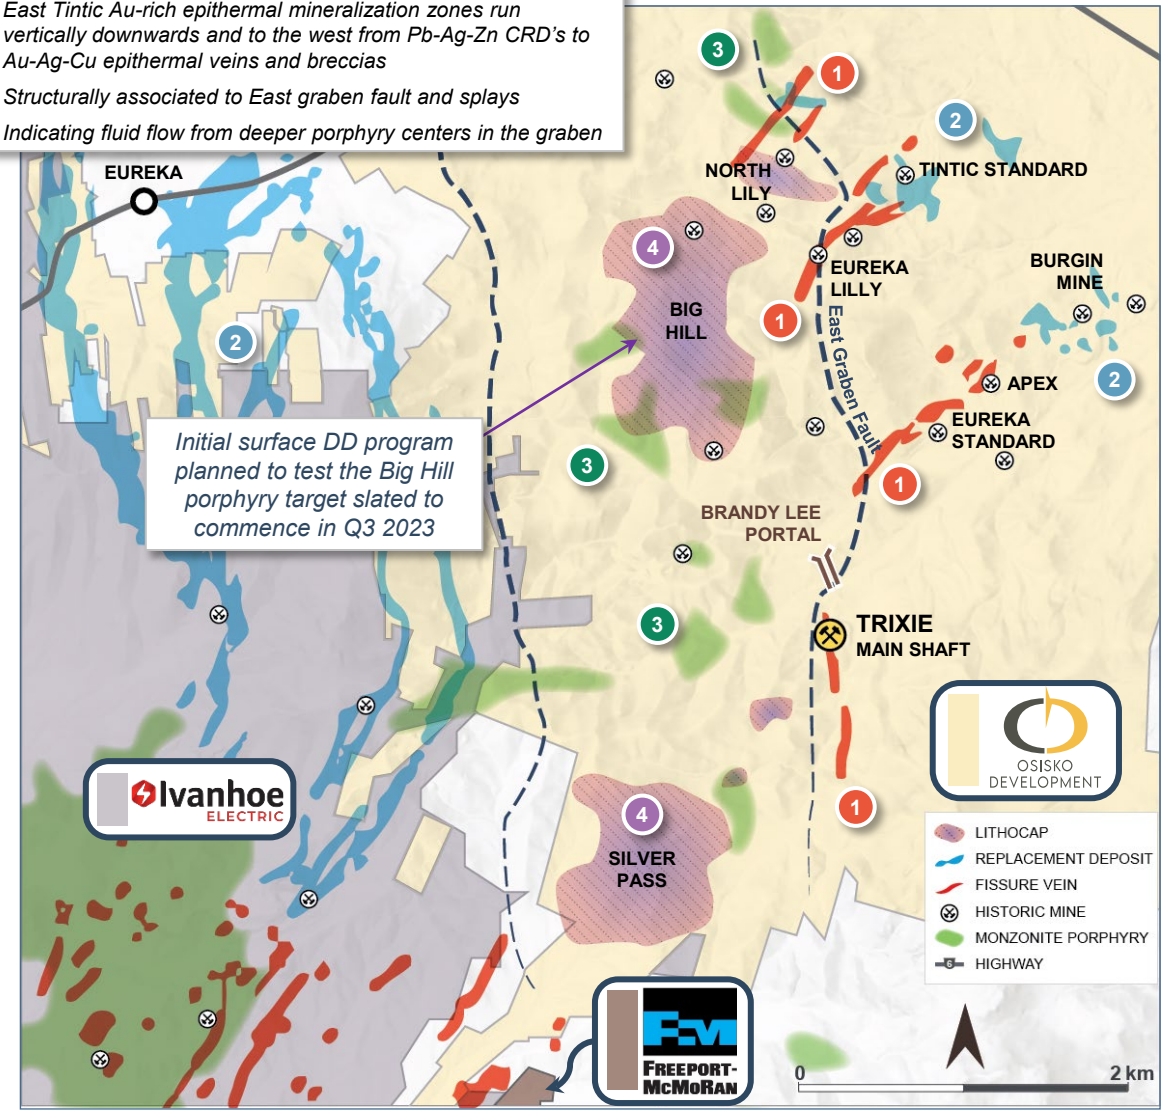 East Tintic Au-rich epithermal mineralization zones run
vertically downwards and to the west from Pb-Ag-Zn CRD's to
Au-Ag-Cu epithermal veins and breccias
Structurally associated to East graben fault and splays
Indicating fluid flow from deeper porphyry centers in the graben
3
1
2
EUREKA
NORTH
LILY
TINTIC STANDARD
4
EUREKA
LILLY
BURGIN
MINE
BIG
HILL
1
East Graben Fault
2
2
APEX
EUREKA
STANDARD
Initial surface DD program
planned to test the Big Hill
porphyry target slated to
commence in Q3 2023
3
1
BRANDY LEE
PORTAL
3
TRIXIE
MAIN SHAFT
OSISKO
DEVELOPMENT
Ivanhoe
ELECTRIC
4
1
SILVER
PASS
LITHOCAP
REPLACEMENT DEPOSIT
FISSURE VEIN
HISTORIC MINE
MONZONITE PORPHYRY
6
HIGHWAY
FM
FREEPORT-
MCMORAN
0
2 km